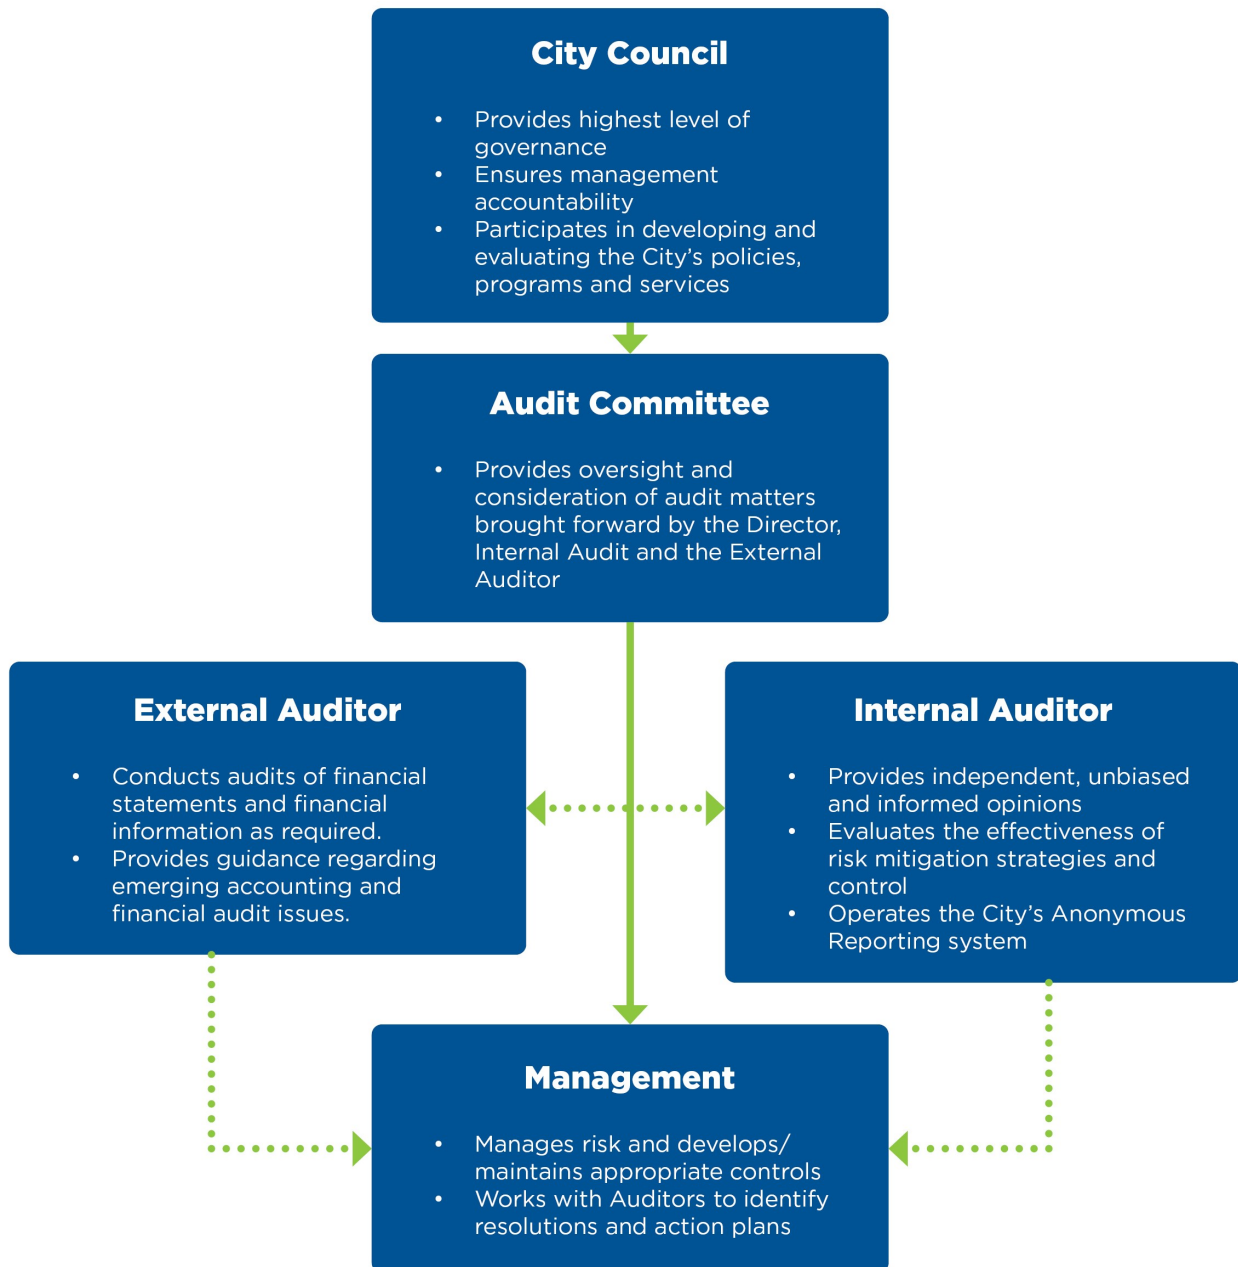 City Council
• Provides highest level of
governance
• Ensures management
accountability
• Participates in developing and
evaluating the City’s policies,
programs and services
Audit Committee
• Provides oversight and
consideration of audit matters
brought forward by the Director,
Internal Audit and the External
Auditor
External Auditor
• Conducts audits of financial
statements and financial
information as required.
• Provides guidance regarding
emerging accounting and
financial audit issues.
Internal Auditor
• Provides independent, unbiased
and informed opinions
• Evaluates the effectiveness of
risk mitigation strategies and
control
• Operates the City’s Anonymous
Reporting system
Management
• Manages risk and develops/
maintains appropriate controls
• Works with Auditors to identify
resolutions and action plans